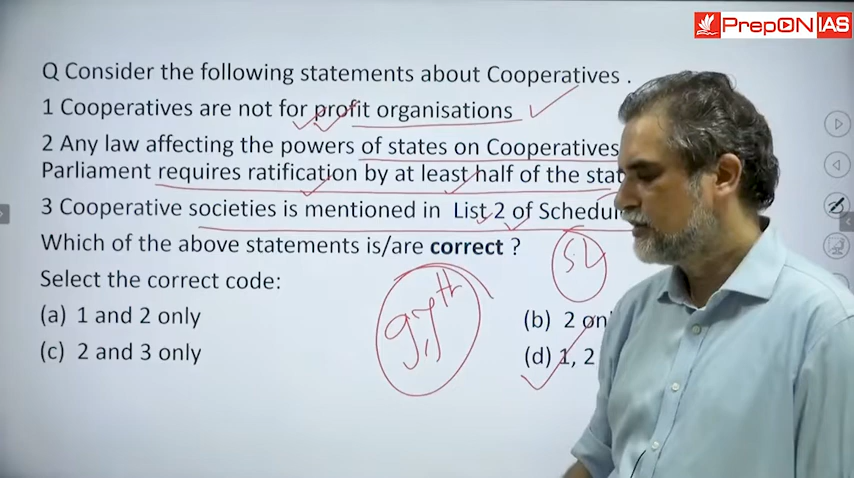 PrepON IAS
Q Consider the following statements about Cooperatives .
1 Cooperatives are not for profit organisations
2 Any law affecting the powers of states on Cooperatives
Parliament requires ratification by at least half of the
3 Cooperative societies is mentioned in List 2 of
Which of the above statements is/are correct ?
SL
Select the correct code:
97th
(a) 1 and 2 only
(b) 2
(c) 2 and 3 only
(d) 1, 2